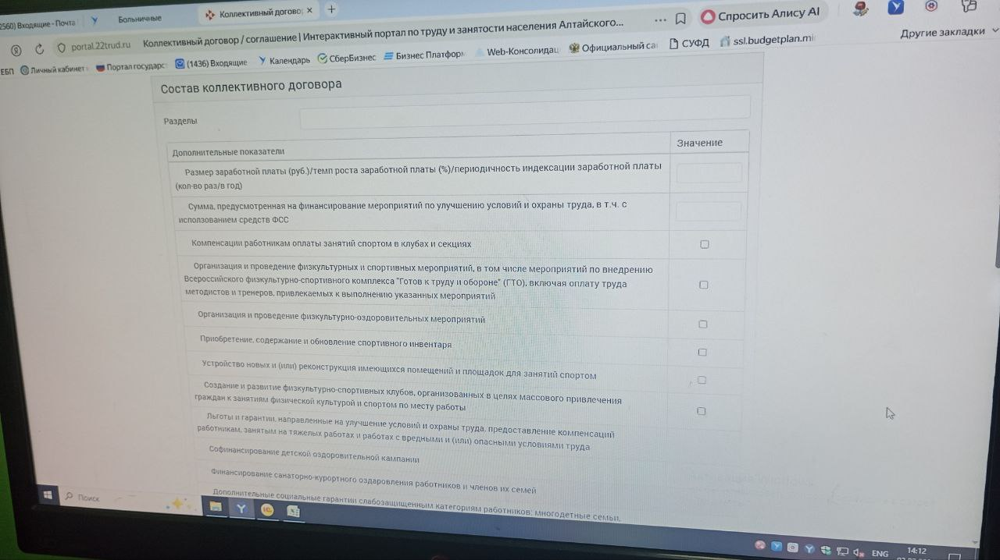 2560) Входящие - Почта
Больничные
Коллективный договор
portal.22trud.ru
Коллективный договор / соглашение | Интерактивный портал по труду и занятости населения Алтайского...
Спросить Алису AI
ЕБП
Личный кабинет
Портал государс
(1436) Входящие
Календарь
СберБизнес
Бизнес Платформ
Web-Консолидац
Официальный са
СУФД
ssl.budgetplan.mi
Другие закладки
Состав коллективного договора
Разделы
Дополнительные показатели
Значение
Размер заработной платы (руб.)/темп роста заработной платы (%)/периодичность индексации заработной платы
(кол-во раз/в год)
Сумма, предусмотренная на финансирование мероприятий по улучшению условий и охраны труда, в т.ч. с
исползованием средств ФСС
Компенсации работникам оплаты занятий спортом в клубах и секциях
Организация и проведение физкультурных и спортивных мероприятий, в том числе мероприятий по внедрению
Всероссийского физкультурно-спортивного комплекса "Готов к труду и обороне" (ГТО), включая оплату труда
методистов и тренеров, привлекаемых к выполнению указанных мероприятий
Организация и проведение физкультурно-оздоровительных мероприятий
Приобретение, содержание и обновление спортивного инвентаря
Устройство новых и (или) реконструкция имеющихся помещений и площадок для занятий спортом
Создание и развитие физкультурно-спортивных клубов, организованных в целях массового привлечения
граждан к занятиям физической культурой и спортом по месту работы
Льготы и гарантии, направленные на улучшение условий и охраны труда, предоставление компенсаций
работникам, занятым на тяжелых работах и работах с вредными и (или) опасными условиями труда
Софинансирование детской оздоровительной кампании
Финансирование санаторно-курортного оздаровления работников и членов их семей
Дополнительные социальные гарантии слабозащищенным категориям работников: многодетные семьи,
Поиск
ENG
14:12